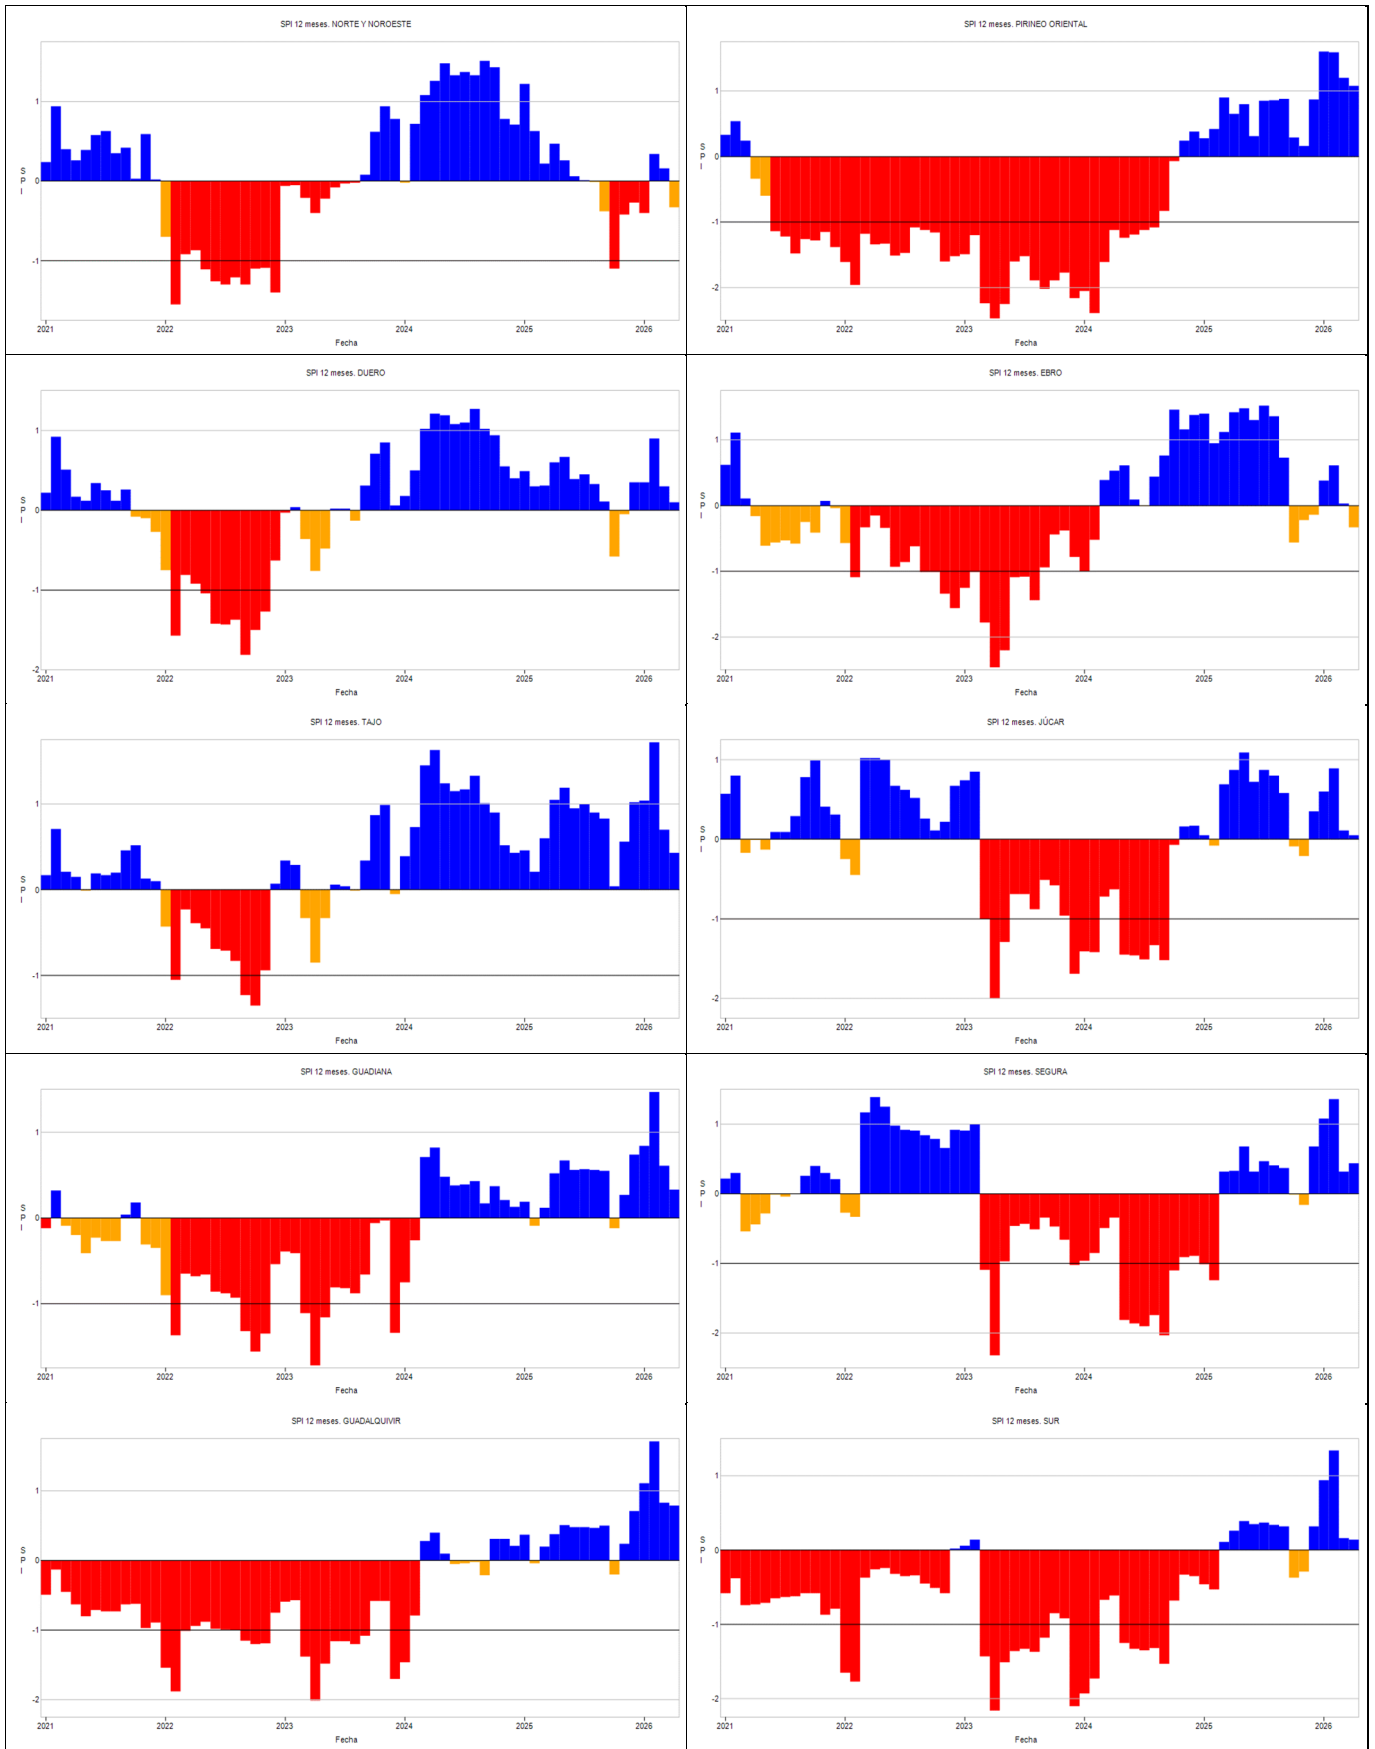 SPI 12 meses. NORTE Y NOROESTE
1
S
P
I
0
-1
2021 2022 2023 2024 2025 2026
Fecha
SPI 12 meses. PIRINEO ORIENTAL
1
S
P
I
0
-1
-2
2021 2022 2023 2024 2025 2026
Fecha
SPI 12 meses. DUERO
1
S
P
I
0
-1
-2
2021 2022 2023 2024 2025 2026
Fecha
SPI 12 meses. EBRO
1
S
P
I
0
-1
-2
2021 2022 2023 2024 2025 2026
Fecha
SPI 12 meses. TAJO
1
S
P
I
0
-1
2021 2022 2023 2024 2025 2026
Fecha
SPI 12 meses. JÚCAR
1
S
P
I
0
-1
-2
2021 2022 2023 2024 2025 2026
Fecha
SPI 12 meses. GUADIANA
1
S
P
I
0
-1
2021 2022 2023 2024 2025 2026
Fecha
SPI 12 meses. SEGURA
1
S
P
I
0
-1
-2
2021 2022 2023 2024 2025 2026
Fecha
SPI 12 meses. GUADALQUIVIR
1
S
P
I
0
-1
-2
2021 2022 2023 2024 2025 2026
Fecha
SPI 12 meses. SUR
1
S
P
I
0
-1
-2
2021 2022 2023 2024 2025 2026
Fecha